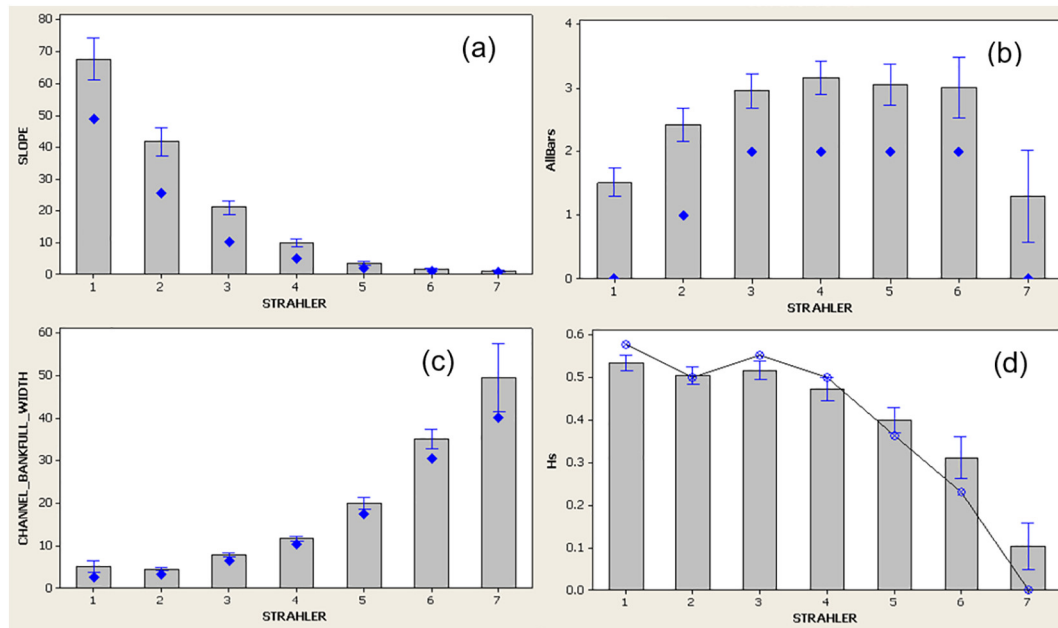 (a)
SLOPE
80
70
60
50
40
30
20
10
0
1 2 3 4 5 6 7
STRAHLER
(b)
AllBars
4
3
2
1
0
1 2 3 4 5 6 7
STRAHLER
(c)
CHANNEL_BANKFULL_WIDTH
60
50
40
30
20
10
0
1 2 3 4 5 6 7
STRAHLER
(d)
Hs
0.6
0.5
0.4
0.3
0.2
0.1
0.0
1 2 3 4 5 6 7
STRAHLER